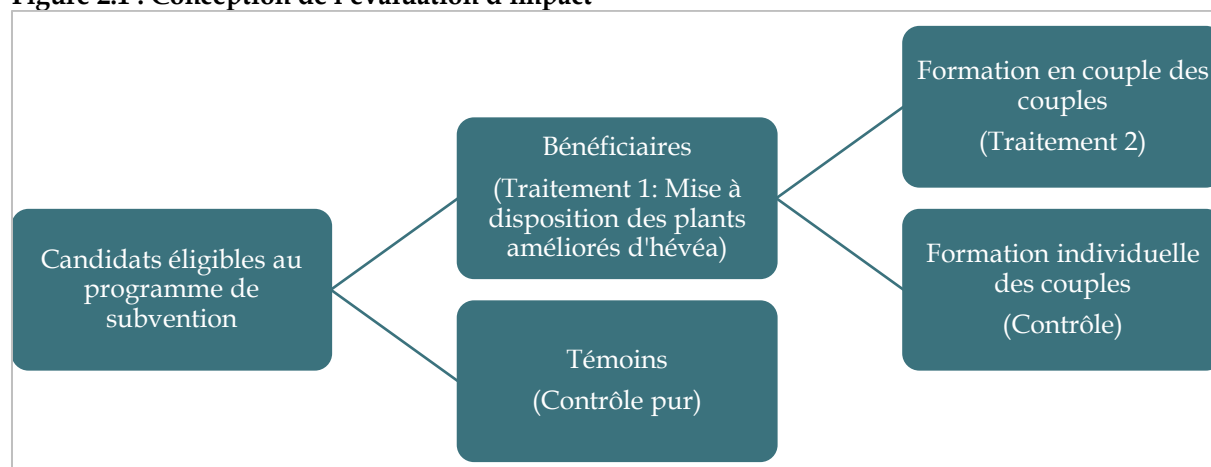 Figure 2.1 : Conception de l'évaluation d'impact
Candidats éligibles au
programme de
subvention
Bénéficiaires
(Traitement 1: Mise à
disposition des plants
améliorés d'hévéa)
Témoins
(Contrôle pur)
Formation en couple des
couples
(Traitement 2)
Formation individuelle
des couples
(Contrôle)